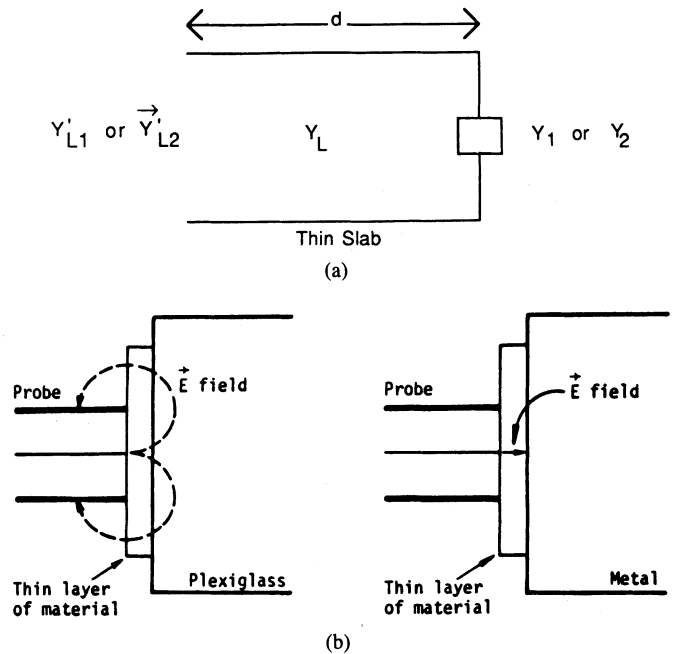 d
Y'L1 or →Y'L2
YL
Y1 or Y2
Thin Slab
(a)
Probe
→E field
Thin layer
of material
Plexiglass
Probe
→E field
Thin layer
of material
Metal
(b)